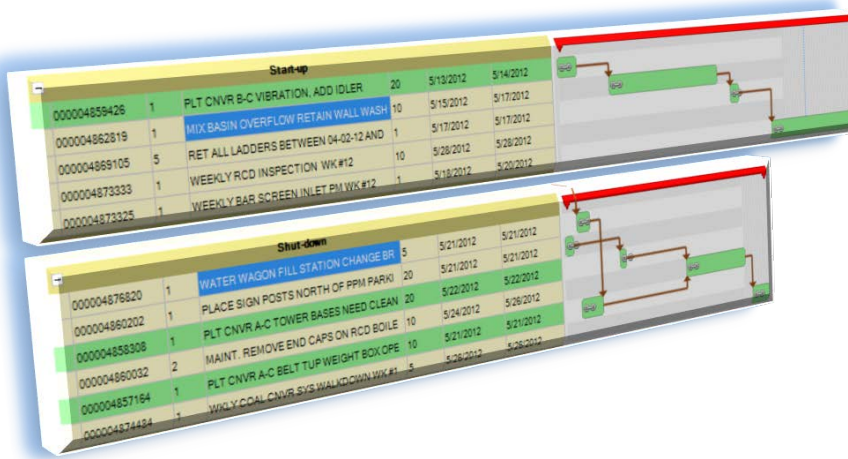 Start-up
000004859426 1 PLT CNVR B-C VIBRATION, ADD IDLER 20 5/13/2012 5/14/2012
000004862819 1 MIX BASIN OVERFLOW RETAIN WALL WASH 10 5/15/2012 5/17/2012
000004869105 5 RET ALL LADDERS BETWEEN 04-02-12 AND 1 5/17/2012 5/17/2012
000004873333 1 WEEKLY RCD INSPECTION WK#12 10 5/28/2012 5/28/2012
000004873325 1 WEEKLY BAR SCREEN INLET PM WK#12 1 5/18/2012 5/20/2012
Shut-down
000004876820 1 WATER WAGON FILL STATION CHANGE BR 5 5/21/2012 5/21/2012
000004860202 1 PLACE SIGN POSTS NORTH OF PPM PARKI 20 5/21/2012 5/21/2012
000004858308 1 PLT CNVR A-C TOWER BASES NEED CLEAN 20 5/22/2012 5/22/2012
000004860032 2 MAINT. REMOVE END CAPS ON RCD BOILE 10 5/24/2012 5/26/2012
000004857164 1 PLT CNVR A-C BELT TUP WEIGHT BOX OPE 10 5/21/2012 5/21/2012
000004874484 1 WKLY COAL CNVR SYS WALKDOWN WK#1 5 5/26/2012 5/26/2012